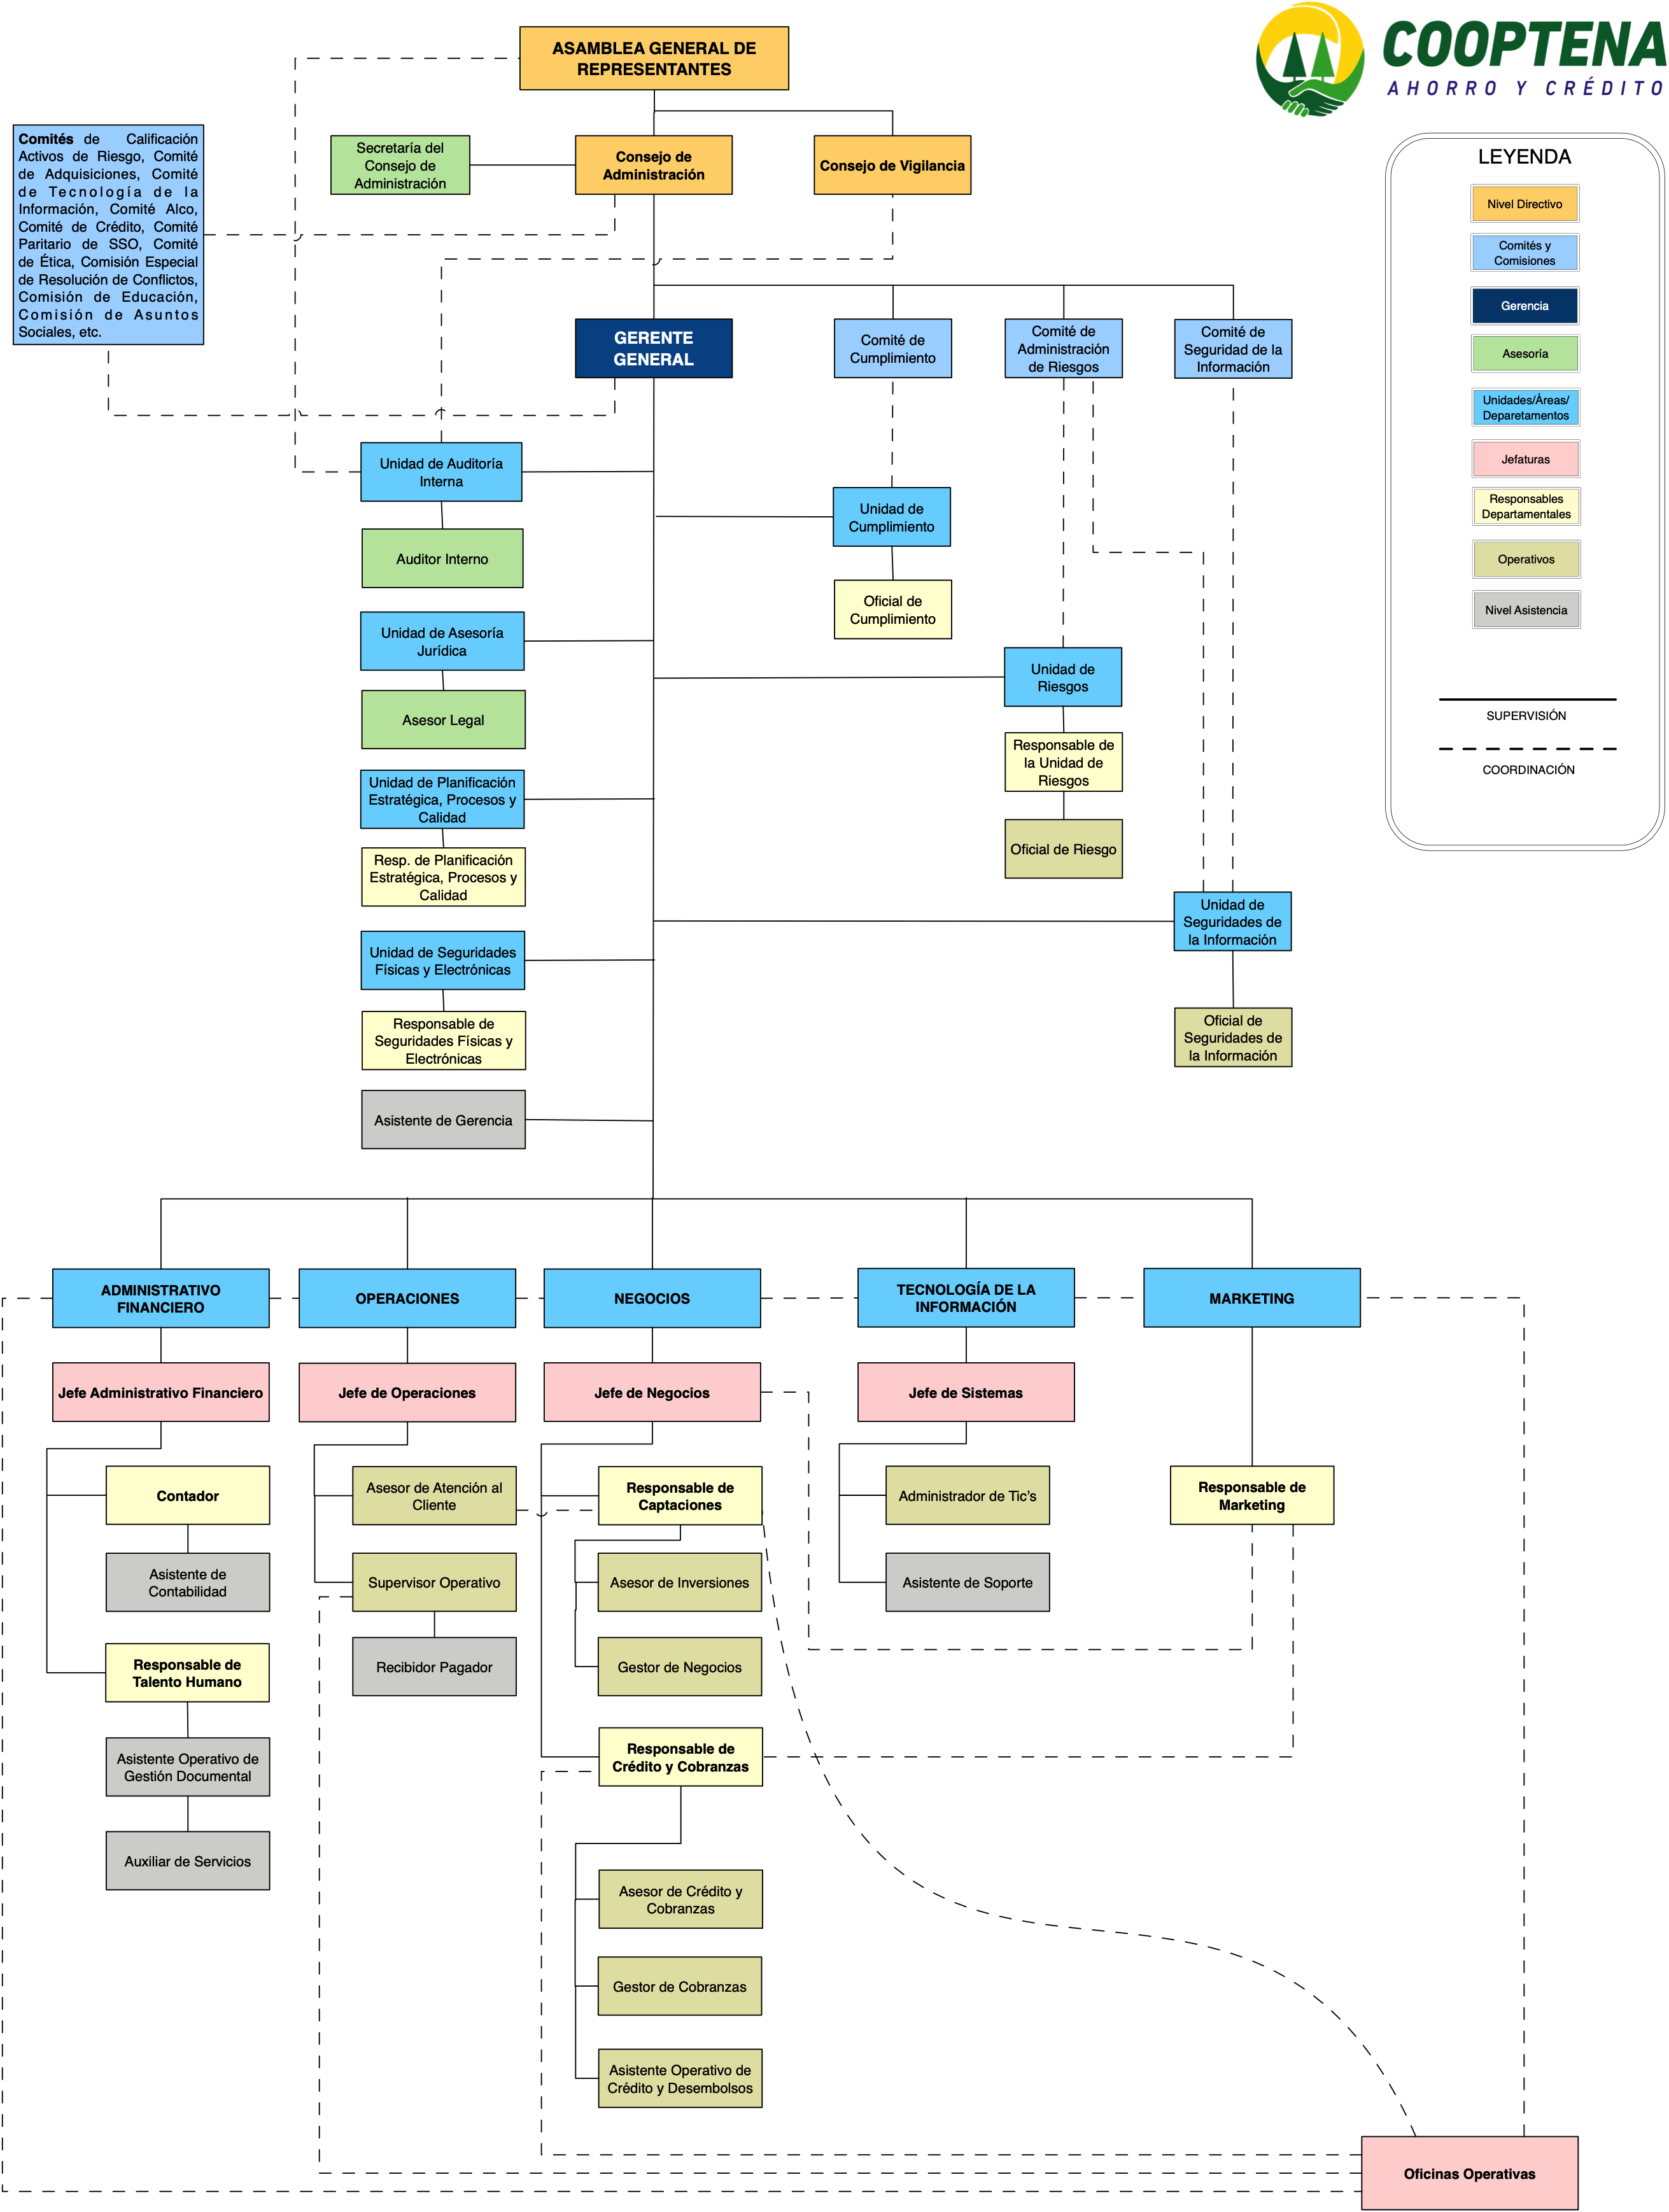 COOPTENA
AHORRO Y CRÉDITO
ASAMBLEA GENERAL DE
REPRESENTANTES
Comités de Calificación
Activos de Riesgo, Comité
de Adquisiciones, Comité
de Tecnología de la
Información, Comité Alco,
Comité de Crédito, Comité
Paritario de SSO, Comité
de Ética, Comisión Especial
de Resolución de Conflictos,
Comisión de Educación,
Comisión de Asuntos
Sociales, etc.
Secretaría del
Consejo de
Administración
Consejo de
Administración
Consejo de Vigilancia
LEYENDA
Nivel Directivo
Comités y
Comisiones
Gerencia
Asesoría
Unidades/Áreas/
Deparetamentos
Jefaturas
Responsables
Departamentales
Operativos
Nivel Asistencia
SUPERVISIÓN
COORDINACIÓN
GERENTE
GENERAL
Comité de
Cumplimiento
Comité de
Administración
de Riesgos
Comité de
Seguridad de la
Información
Unidad de Auditoría
Interna
Auditor Interno
Unidad de
Cumplimiento
Oficial de
Cumplimiento
Unidad de Asesoría
Jurídica
Asesor Legal
Unidad de
Riesgos
Responsable de
la Unidad de
Riesgos
Oficial de Riesgo
Unidad de Planificación
Estratégica, Procesos y
Calidad
Resp. de Planificación
Estratégica, Procesos y
Calidad
Unidad de
Seguridades de
la Información
Oficial de
Seguridades de
la Información
Unidad de Seguridades
Físicas y Electrónicas
Responsable de
Seguridades Físicas y
Electrónicas
Asistente de Gerencia
ADMINISTRATIVO
FINANCIERO
OPERACIONES
NEGOCIOS
TECNOLOGÍA DE LA
INFORMACIÓN
MARKETING
Jefe Administrativo Financiero
Jefe de Operaciones
Jefe de Negocios
Jefe de Sistemas
Contador
Asesor de Atención al
Cliente
Responsable de
Captaciones
Administrador de Tic's
Responsable de
Marketing
Asistente de
Contabilidad
Supervisor Operativo
Asesor de Inversiones
Asistente de Soporte
Responsable de
Talento Humano
Recibidor Pagador
Gestor de Negocios
Asistente Operativo de
Gestión Documental
Responsable de
Crédito y Cobranzas
Auxiliar de Servicios
Asesor de Crédito y
Cobranzas
Gestor de Cobranzas
Asistente Operativo de
Crédito y Desembolsos
Oficinas Operativas